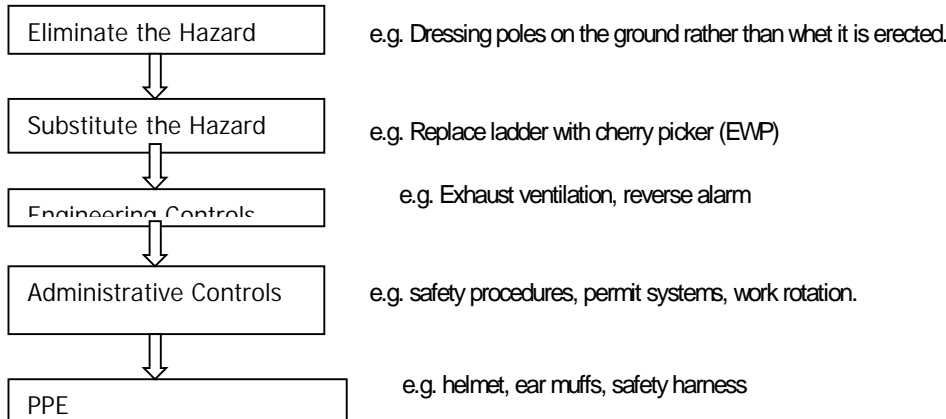 Eliminate the Hazard e.g. Dressing poles on the ground rather than whet it is erected.
Substitute the Hazard e.g. Replace ladder with cherry picker (EWP)
Engineering Controls e.g. Exhaust ventilation, reverse alarm
Administrative Controls e.g. safety procedures, permit systems, work rotation.
PPE e.g. helmet, ear muffs, safety harness